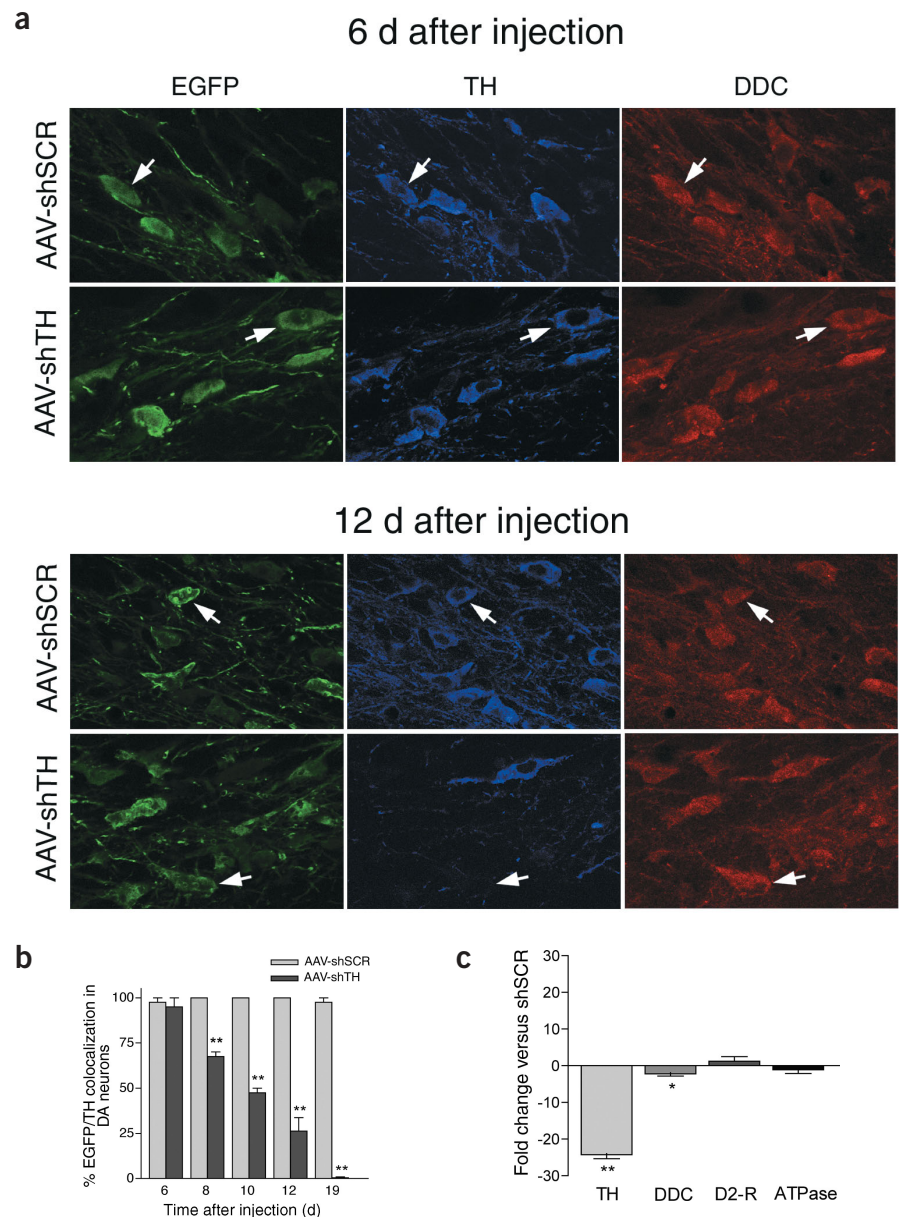 a
6 d after injection
EGFP TH DDC
AAV-shSCR
AAV-shTH
12 d after injection
AAV-shSCR
AAV-shTH
b
AAV-shSCR
AAV-shTH
% EGFP/TH colocalization in
DA neurons
100
75
50
25
0
**
**
**
**
6 8 10 12 19
Time after injection (d)
c
Fold change versus shSCR
30
20
10
0
-10
-20
-30
*
**
TH DDC D2-R ATPase